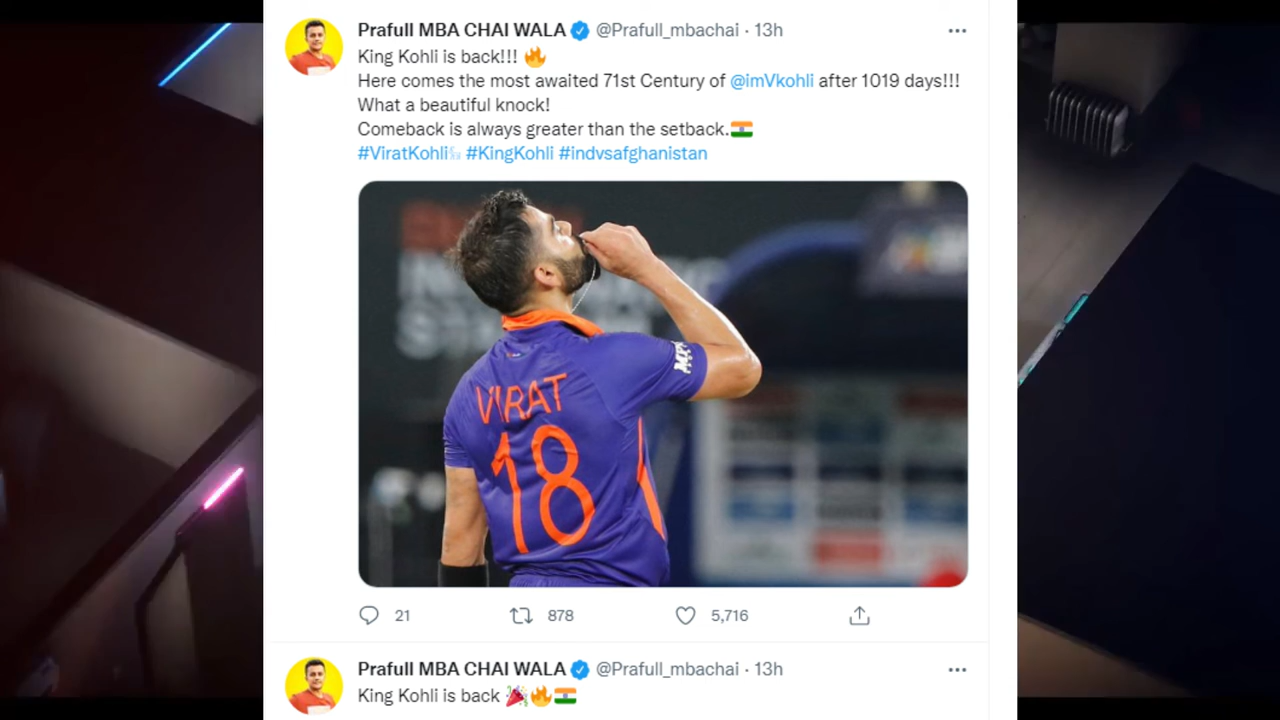 Prafull MBA CHAI WALA @Prafull_mbachai · 13h
King Kohli is back!!! 🔥
Here comes the most awaited 71st Century of @imVkohli after 1019 days!!!
What a beautiful knock!
Comeback is always greater than the setback.🇮🇳
#ViratKohli #KingKohli #indvsafghanistan
VIRAT
18
21 878 5,716
Prafull MBA CHAI WALA @Prafull_mbachai · 13h
King Kohli is back 🎉🔥🇮🇳